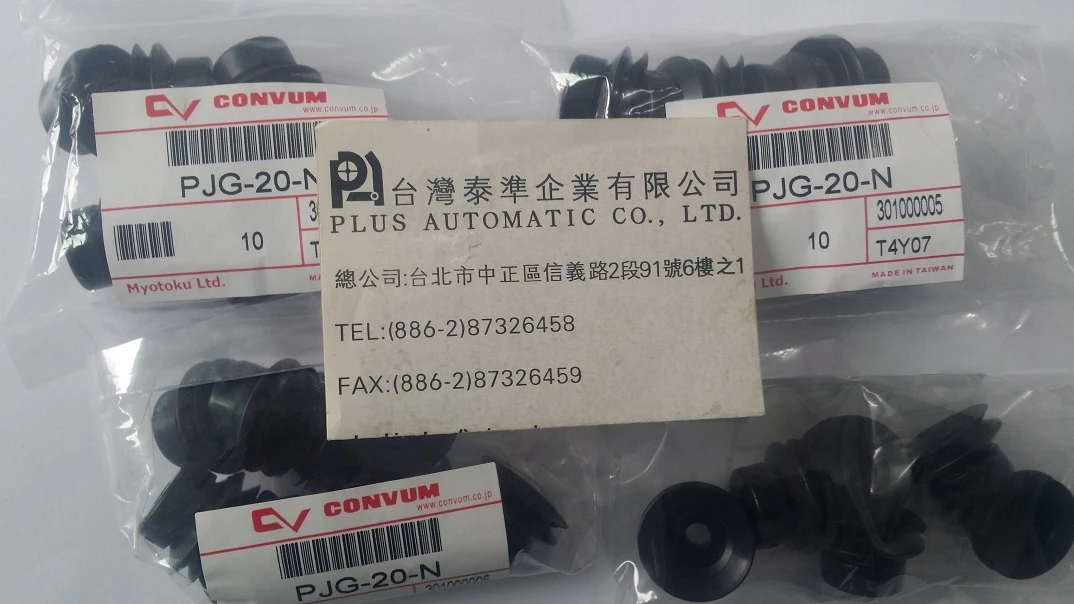 CONVUM
www.convum.co.jp
PJG-20-N
10
Myotoku Ltd.
CONVUM
www.convum.co.jp
PJG-20-N
301000005
10
T4Y07
Ltd.
MADE IN TAIWAN
台灣泰準企業有限公司
PLUS AUTOMATIC CO., LTD.
總公司:台北市中正區信義路2段91號6樓之1
TEL:(886-2)87326458
FAX:(886-2)87326459
CONVUM
www.convum.co.jp
PJG-20-N
301000005